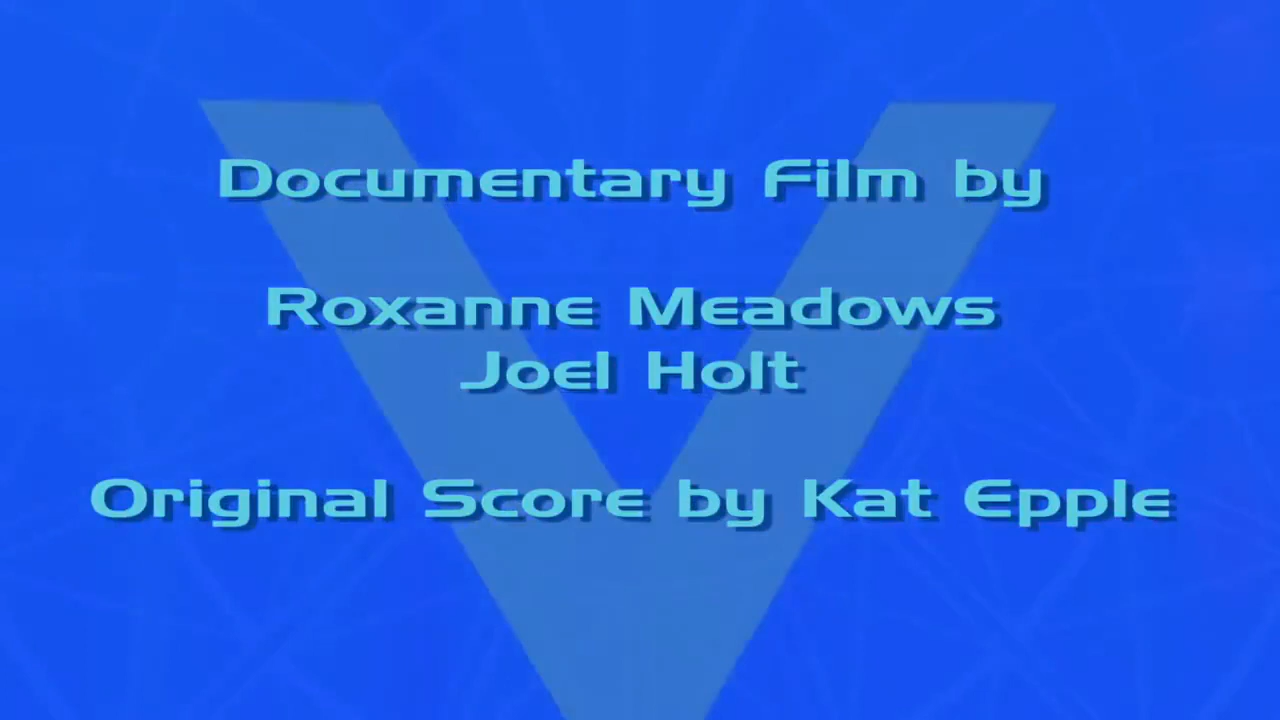 Documentary Film by
Roxanne Meadows
Joel Holt
Original Score by Kat Epple